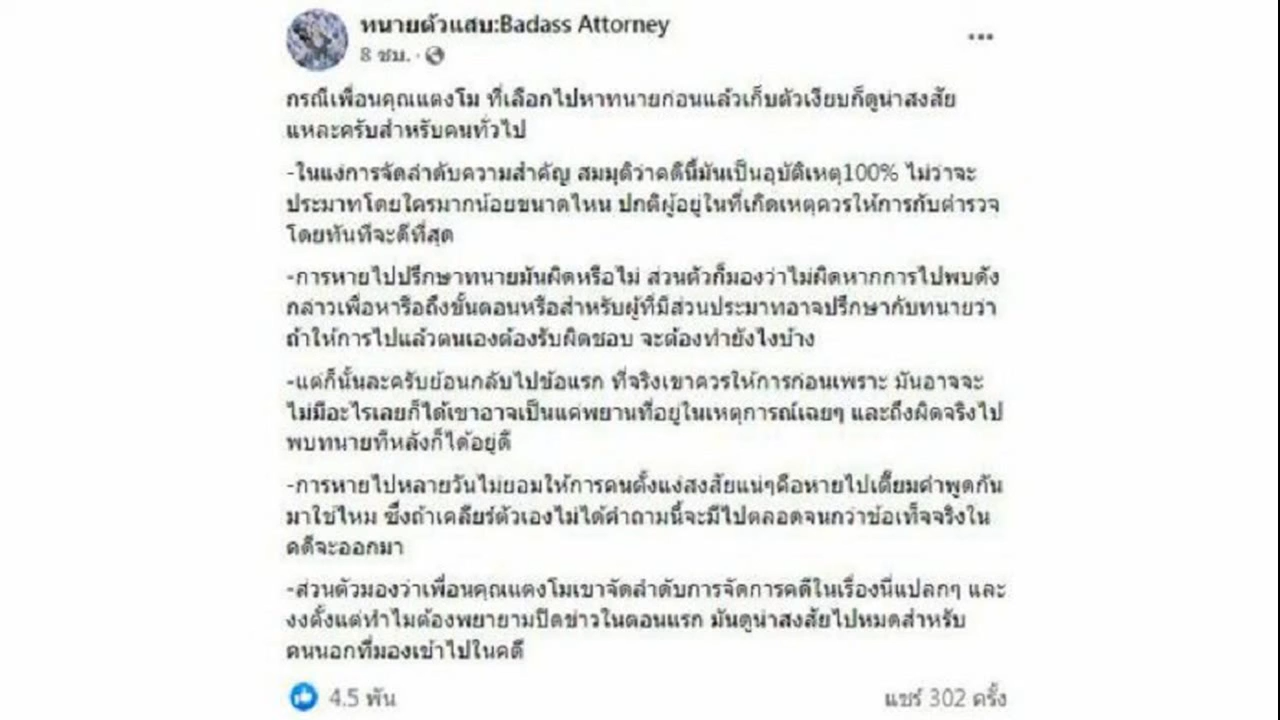 ทนายตัวแสบ:Badass Attorney
8 ชม. ·
กรณีเพื่อนคุณแตงโม ที่เลือกไปหาทนายก่อนแล้วเก็บตัวเงียบก็ดูน่าสงสัย
แหละครับสำหรับคนทั่วไป
-ในแง่การจัดลำดับความสำคัญ สมมุติว่าคดีนี้มันเป็นอุบัติเหตุ100% ไม่ว่าจะ
ประมาทโดยใครมากน้อยขนาดไหน ปกติผู้อยู่ในที่เกิดเหตุควรให้การกับตำรวจ
โดยทันทีจะดีที่สุด
-การหายไปปรึกษาทนายมันผิดหรือไม่ ส่วนตัวก็มองว่าไม่ผิดหากการไปพบดัง
กล่าวเพื่อหารือถึงขั้นตอนหรือสำหรับผู้ที่มีส่วนประมาทอาจปรึกษากับทนายว่า
ถ้าให้การไปแล้วตนเองต้องรับผิดชอบ จะต้องทำยังไงบ้าง
-แต่ก็นั้นละครับย้อนกลับไปข้อแรก ที่จริงเขาควรให้การก่อนเพราะ มันอาจจะ
ไม่มีอะไรเลยก็ได้เขาอาจเป็นแค่พยานที่อยู่ในเหตุการณ์เฉยๆ และถึงผิดจริงไป
พบทนายทีหลังก็ได้อยู่ดี
-การหายไปหลายวันไม่ยอมให้การคนตั้งแง่สงสัยแน่ๆคือหายไปเตี๊ยมคำพูดกัน
มาใช่ไหม ซึ่งถ้าเคลียร์ตัวเองไม่ได้คำถามนี้จะมีไปตลอดจนกว่าข้อเท็จจริงใน
คดีจะออกมา
-ส่วนตัวมองว่าเพื่อนคุณแตงโมเขาจัดลำดับการจัดการคดีในเรื่องนี้แปลกๆ และ
งงตั้งแต่ทำไมต้องพยายามปิดข่าวในตอนแรก มันดูน่าสงสัยไปหมดสำหรับ
คนนอกที่มองเข้าไปในคดี
4.5 พัน
แชร์ 302 ครั้ง